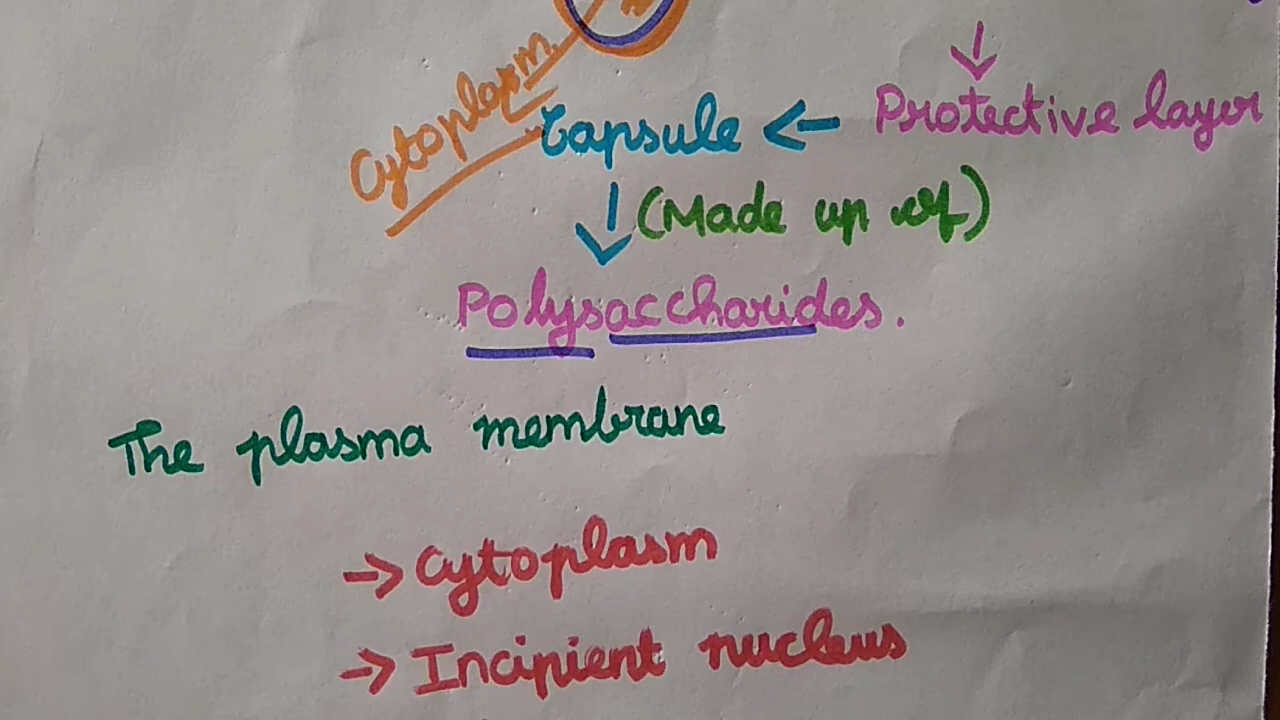 Cytoplasm
Capsule ← Protective layer
↓ (Made up of)
Polysaccharides.
The plasma membrane
→ Cytoplasm
→ Incipient nucleus